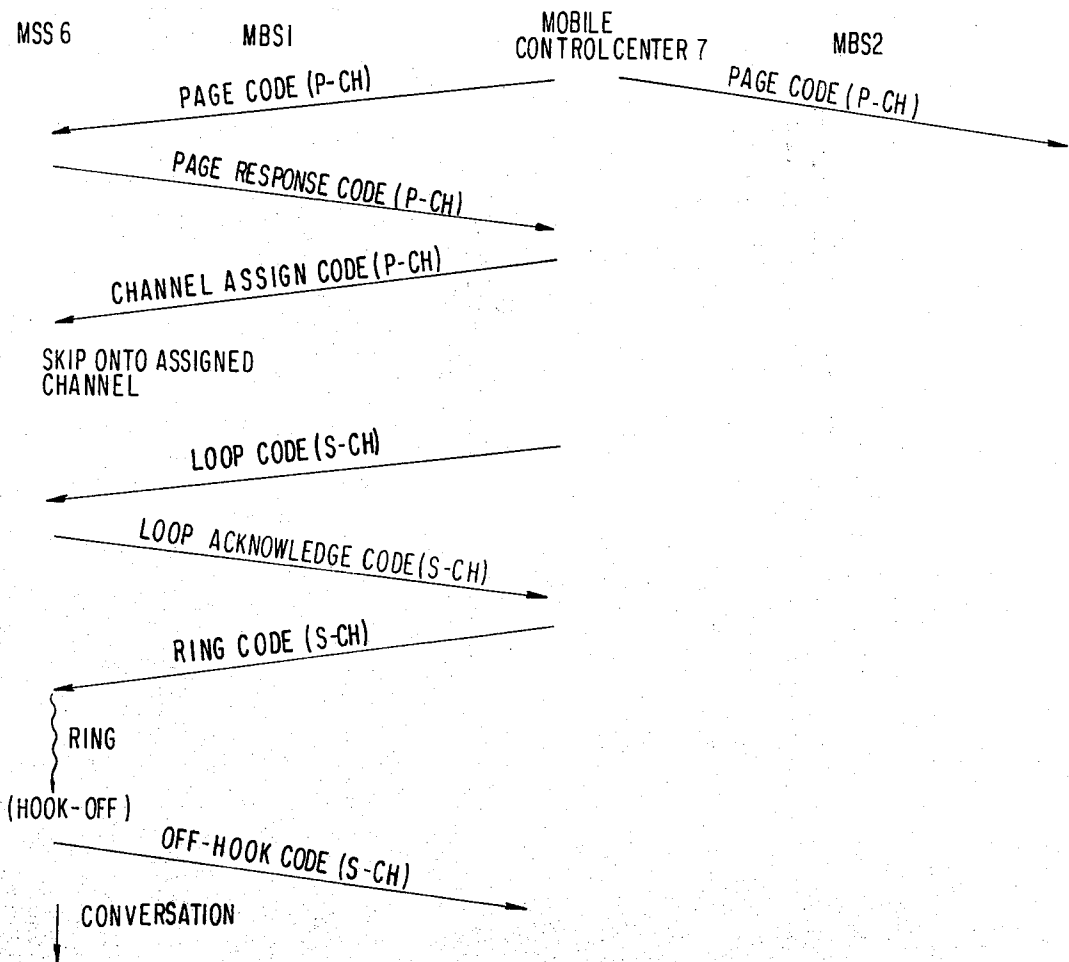 MSS 6
MBS1
MOBILE
CONTROL CENTER 7
MBS2
PAGE CODE (P-CH)
PAGE CODE (P-CH)
PAGE RESPONSE CODE (P-CH)
CHANNEL ASSIGN CODE (P-CH)
SKIP ONTO ASSIGNED
CHANNEL
LOOP CODE (S-CH)
LOOP ACKNOWLEDGE CODE (S-CH)
RING CODE (S-CH)
RING
(HOOK-OFF)
OFF-HOOK CODE (S-CH)
CONVERSATION